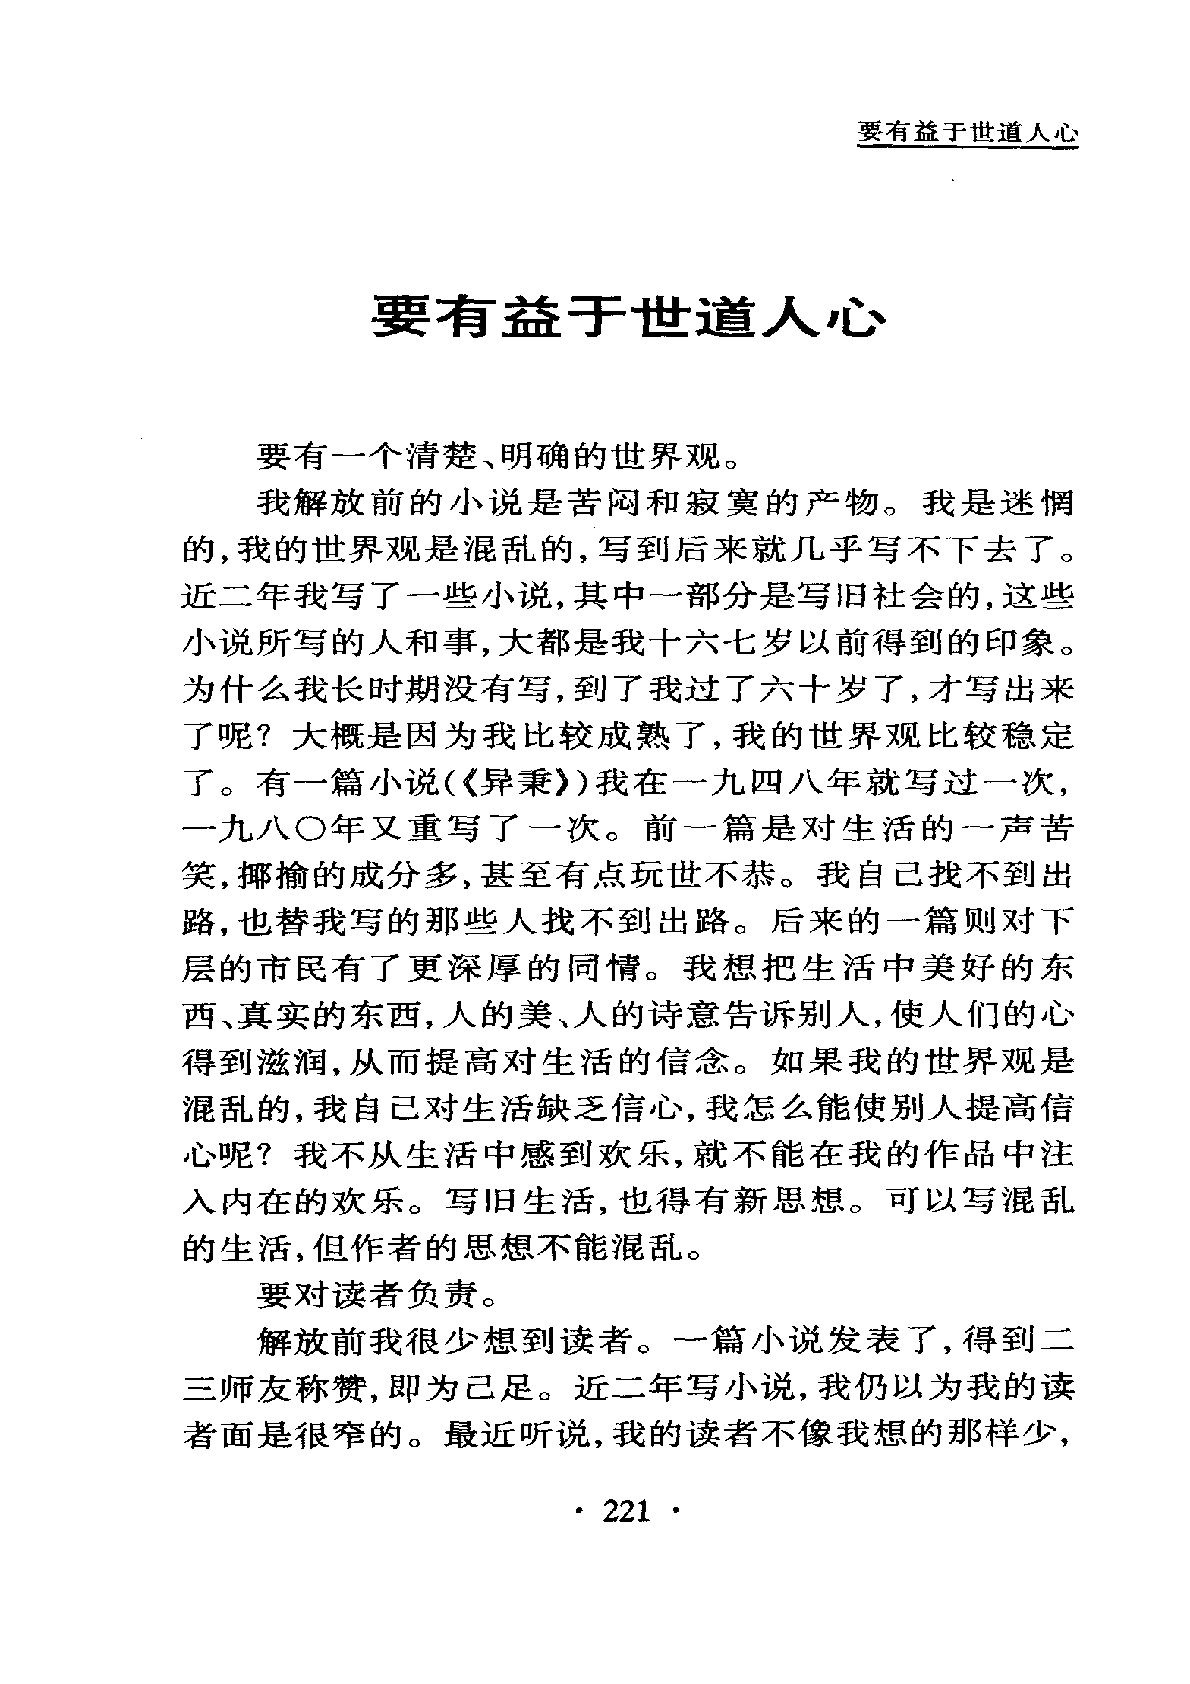 要有益于世道人心
要有益于世道人心
要有一个清楚、明确的世界观。
我解放前的小说是苦闷和寂寞的产物。我是迷惘
的,我的世界观是混乱的,写到后来就几乎写不下去了。
近二年我写了一些小说,其中一部分是写旧社会的,这些
小说所写的人和事,大都是我十六七岁以前得到的印象。
为什么我长时期没有写,到了我过了六十岁了,才写出来
了呢?大概是因为我比较成熟了,我的世界观比较稳定
了。有一篇小说(《异秉》)我在一九四八年就写过一次,
一九八〇年又重写了一次。前一篇是对生活的一声苦
笑,揶揄的成分多,甚至有点玩世不恭。我自己找不到出
路,也替我写的那些人找不到出路。后来的一篇则对下
层的市民有了更深厚的同情。我想把生活中美好的东
西、真实的东西,人的美、人的诗意告诉别人,使人们的心
得到滋润,从而提高对生活的信念。如果我的世界观是
混乱的,我自己对生活缺乏信心,我怎么能使别人提高信
心呢?我不从生活中感到欢乐,就不能在我的作品中注
入内在的欢乐。写旧生活,也得有新思想。可以写混乱
的生活,但作者的思想不能混乱。
要对读者负责。
解放前我很少想到读者。一篇小说发表了,得到二
三师友称赞,即为己足。近二年写小说,我仍以为我的读
者面是很窄的。最近听说,我的读者不像我想的那样少,
· 221 ·